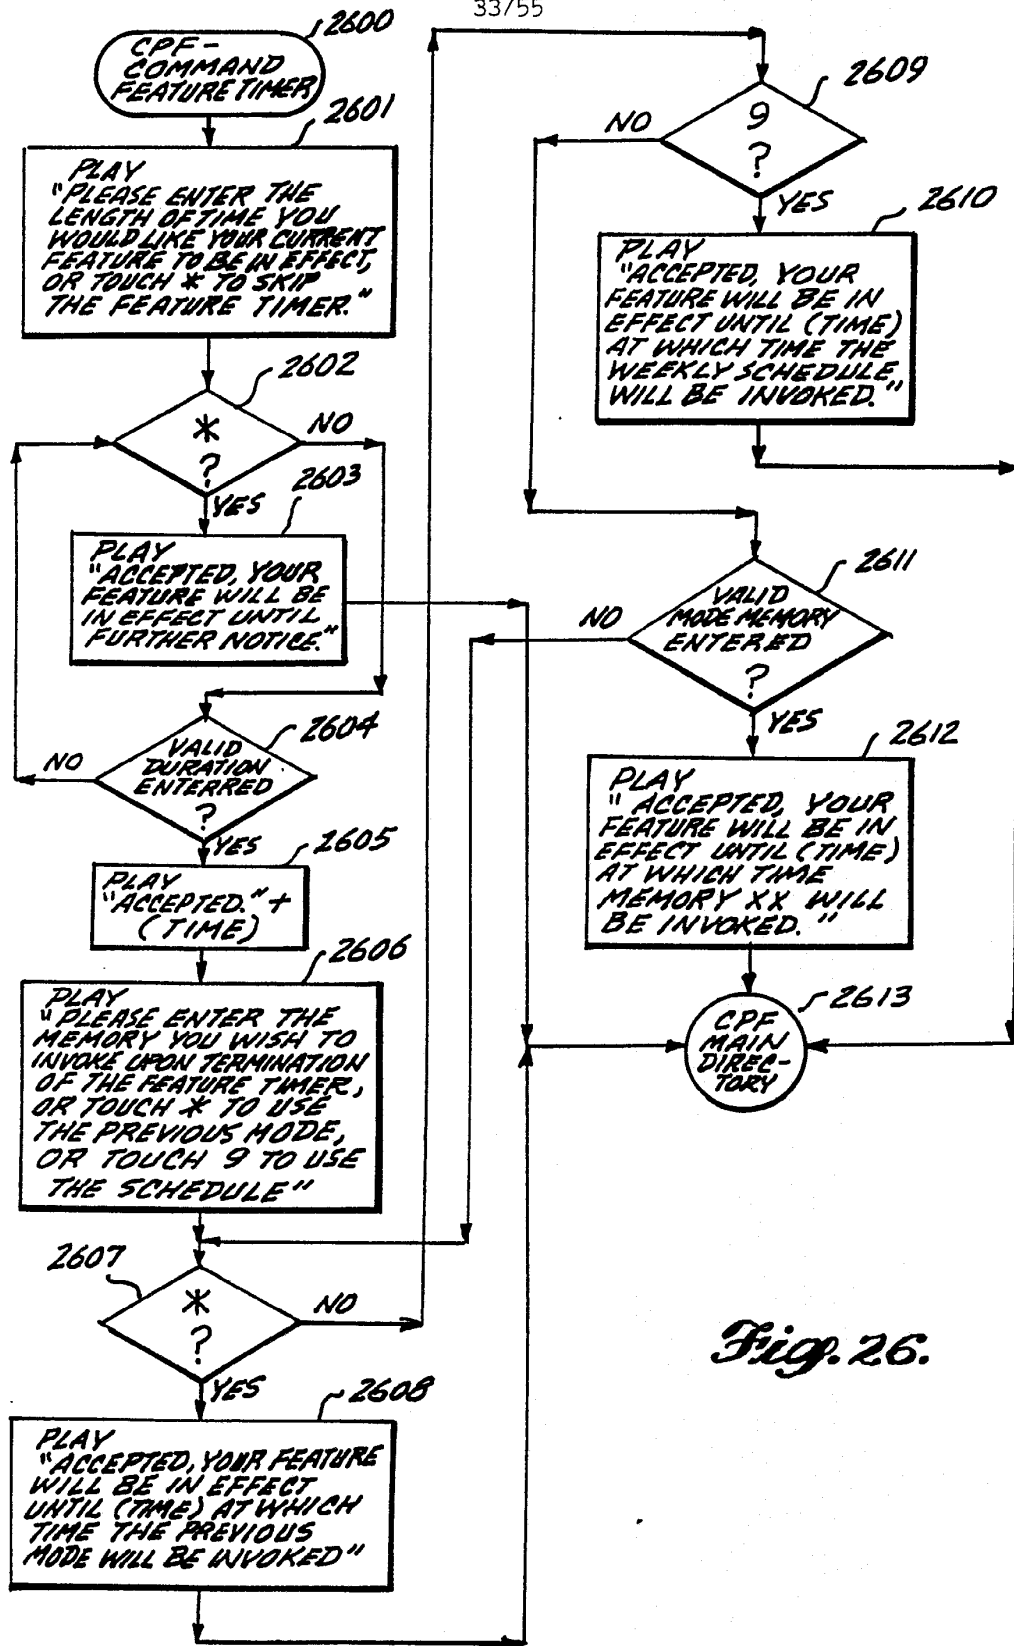 33/55
2600
CPF-
COMMAND
FEATURE TIMER
2601
PLAY
"PLEASE ENTER THE
LENGTH OF TIME YOU
WOULD LIKE YOUR CURRENT
FEATURE TO BE IN EFFECT,
OR TOUCH * TO SKIP
THE FEATURE TIMER."
2602
*
?
NO
YES
2603
PLAY
"ACCEPTED, YOUR
FEATURE WILL BE
IN EFFECT UNTIL
FURTHER NOTICE."
2604
VALID
DURATION
ENTERRED
?
NO
YES
2605
PLAY
"ACCEPTED." +
(TIME)
2606
PLAY
"PLEASE ENTER THE
MEMORY YOU WISH TO
INVOKE UPON TERMINATION
OF THE FEATURE TIMER,
OR TOUCH * TO USE
THE PREVIOUS MODE,
OR TOUCH 9 TO USE
THE SCHEDULE"
2607
*
?
NO
YES
2608
PLAY
"ACCEPTED, YOUR FEATURE
WILL BE IN EFFECT
UNTIL (TIME) AT WHICH
TIME THE PREVIOUS
MODE WILL BE INVOKED"
2609
9
?
NO
YES
2610
PLAY
"ACCEPTED, YOUR
FEATURE WILL BE IN
EFFECT UNTIL (TIME)
AT WHICH TIME THE
WEEKLY SCHEDULE
WILL BE INVOKED."
2611
VALID
MODE MEMORY
ENTERED
?
NO
YES
2612
PLAY
"ACCEPTED, YOUR
FEATURE WILL BE IN
EFFECT UNTIL (TIME)
AT WHICH TIME
MEMORY XX WILL
BE INVOKED."
2613
CPF
MAIN
DIREC-
TORY
Fig. 26.